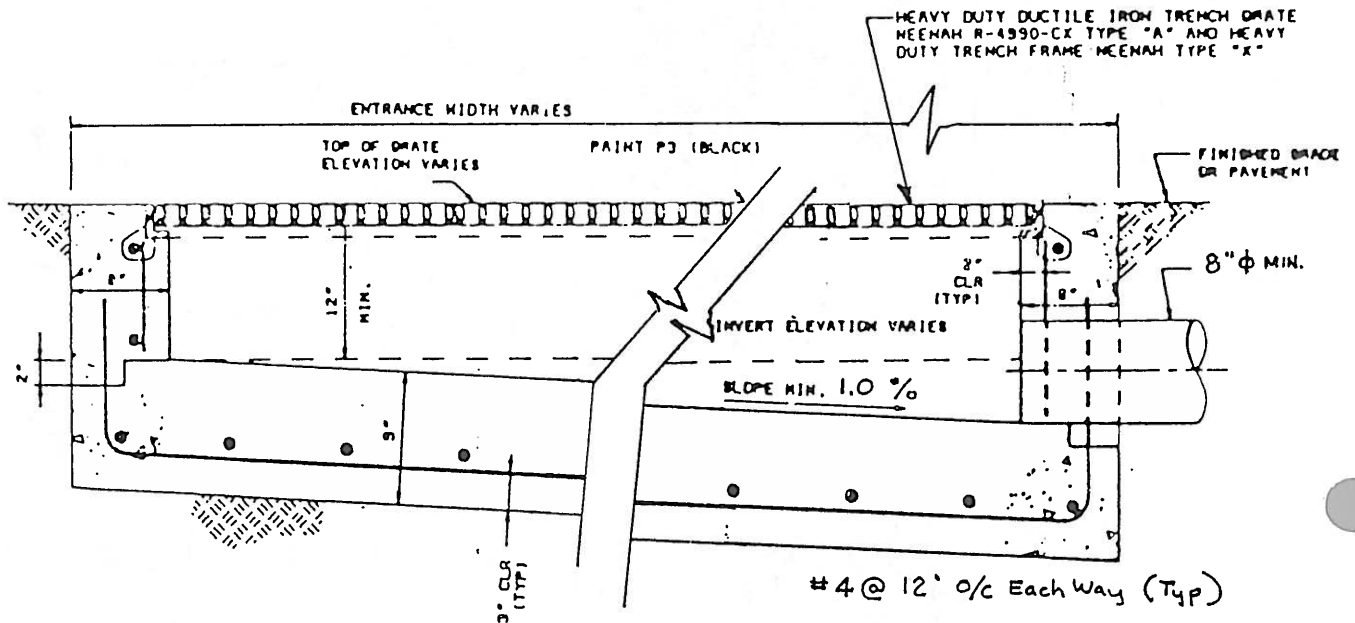 HEAVY DUTY DUCTILE IRON TRENCH GRATE
NEENAH R-4990-CX TYPE "A" AND HEAVY
DUTY TRENCH FRAME NEENAH TYPE "X"
ENTRANCE WIDTH VARIES
TOP OF GRATE
ELEVATION VARIES
PAINT P3 (BLACK)
FINISHED GRADE
OR PAVEMENT
8"ϕ MIN.
CLR
(TYP)
8"
12"
MIN.
INVERT ELEVATION VARIES
2"
SLOPE MIN. 1.0 %
9"
CLR
(TYP)
#4 @ 12" O/C Each Way (Typ)